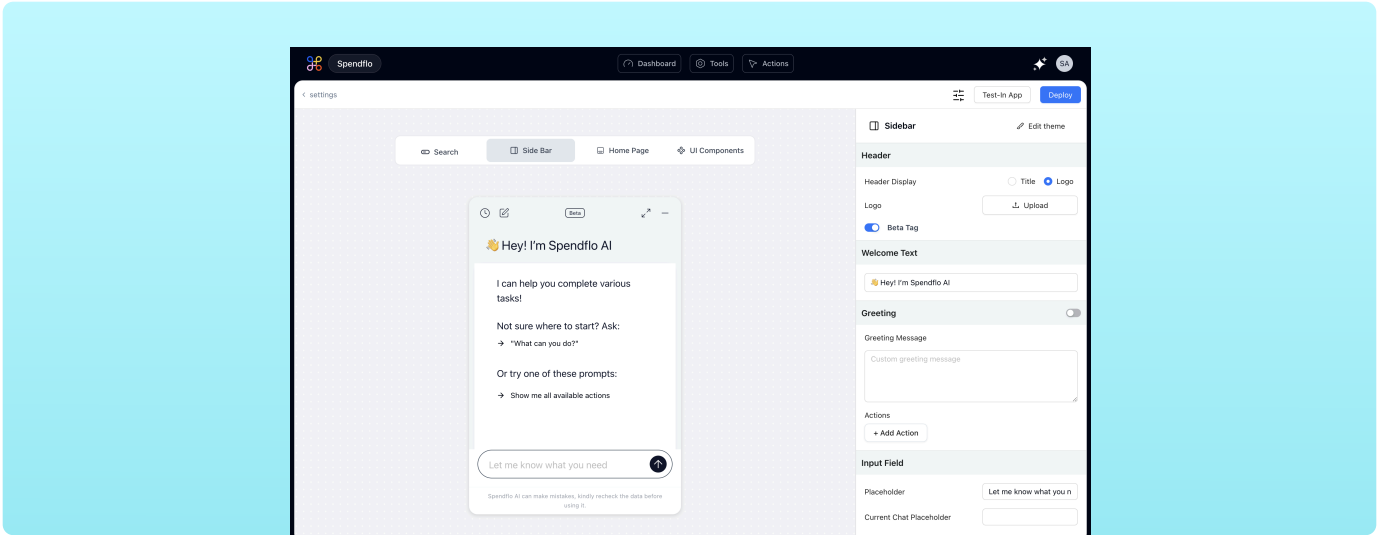 Spendflo
Dashboard
Tools
Actions
SA
settings
Test-In App
Deploy
Search
Side Bar
Home Page
UI Components
Beta
👋 Hey! I'm Spendflo AI
I can help you complete various
tasks!
Not sure where to start? Ask:
→ "What can you do?"
Or try one of these prompts:
→ Show me all available actions
Let me know what you need
Spendflo AI can make mistakes, kindly recheck the data before
using it.
Sidebar
Edit theme
Header
Header Display
Title
Logo
Logo
Upload
Beta Tag
Welcome Text
👋 Hey! I'm Spendflo AI
Greeting
Greeting Message
Custom greeting message
Actions
+ Add Action
Input Field
Placeholder
Let me know what you n
Current Chat Placeholder